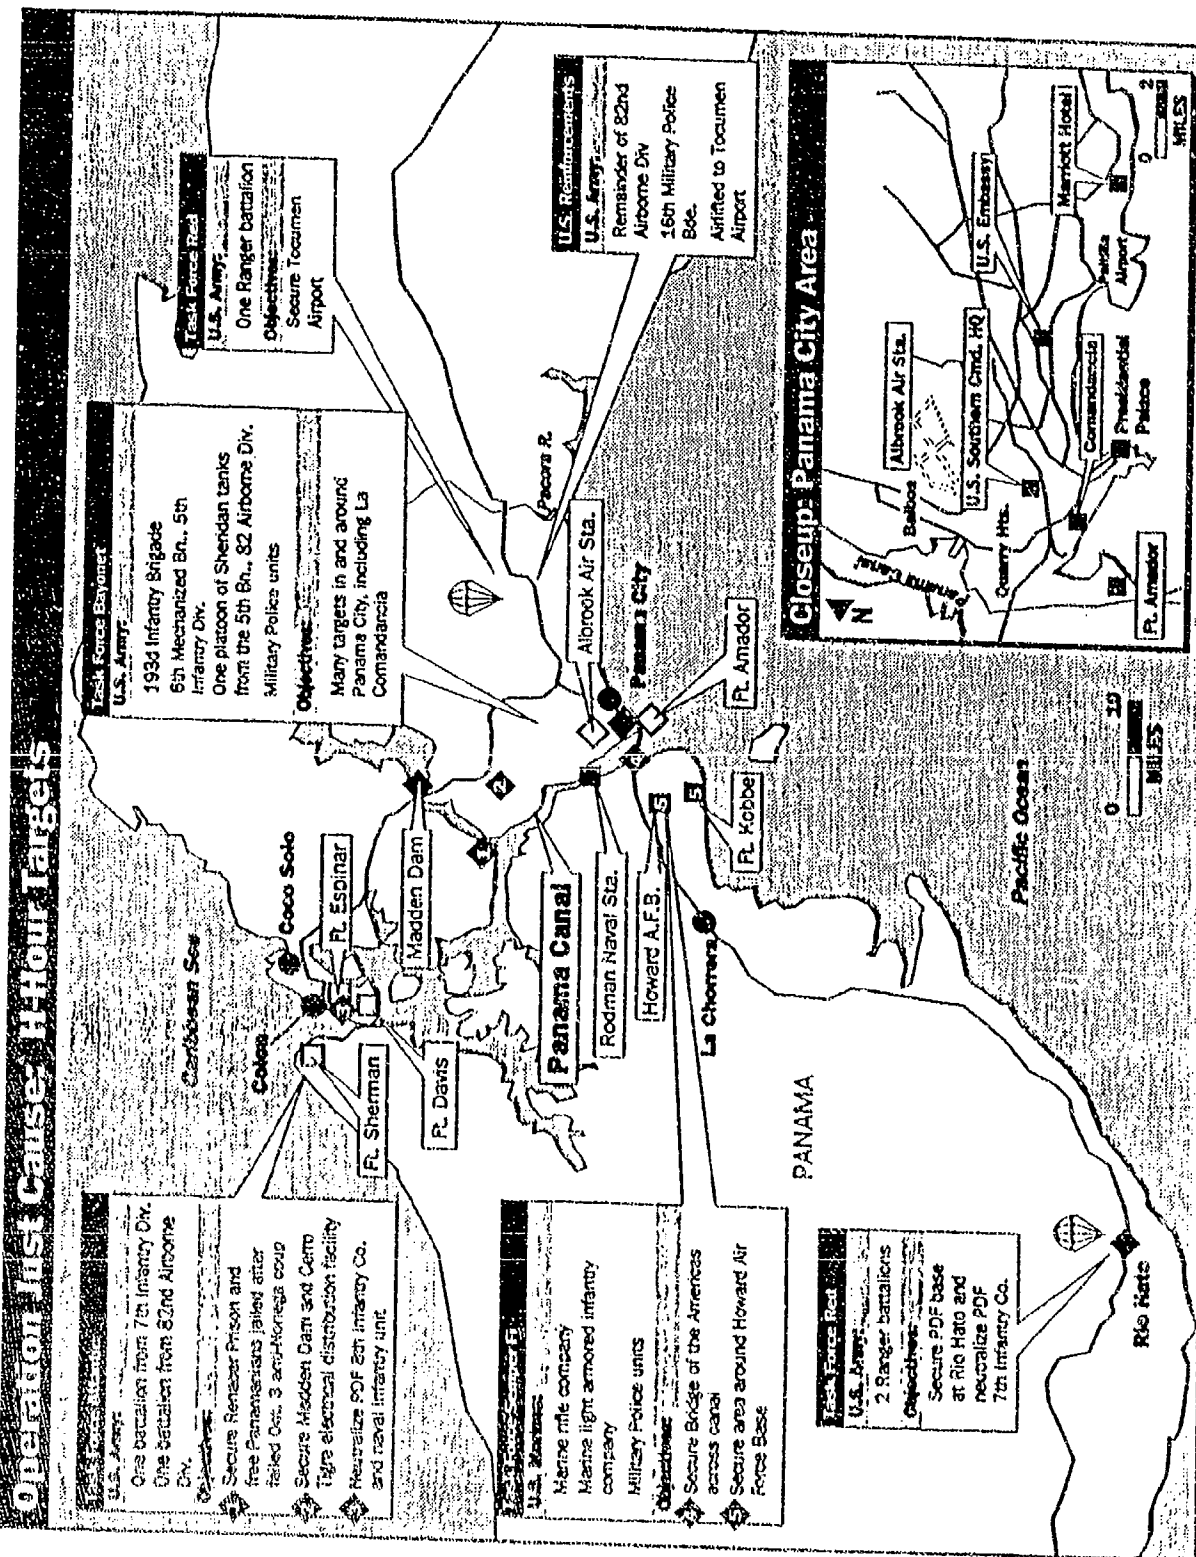 Operation Just Cause: H-Hour Targets
U.S. Army:
One battalion from 7th Infantry Div.
One battalion from 82nd Airborne
Div.
Secure Renacer Prison and
free Panamanians jailed after
failed Oct. 3 anti-Noriega coup
Secure Madden Dam and Cerro
Tigre electrical distribution facility
Neutralize PDF 8th Infantry Co.
and naval infantry unit
Task Force Bayonet
U.S. Army:
193d Infantry Brigade
6th Mechanized Bn., 5th
Infantry Div.
One platoon of Sheridan tanks
from the 5th Bn., 82 Airborne Div.
Military Police units
Objectives:
Many targets in and around
Panama City, including La
Comandancia
Task Force Red
U.S. Army:
One Ranger battalion
Objectives:
Secure Tocumen
Airport
Caribbean Sea
Colon
Coco Solo
Ft. Espinar
Ft. Sherman
Ft. Davis
Madden Dam
2
Panama Canal
Rodman Naval Sta.
Howard A.F.B.
5
5
Ft. Kobbe
La Chorrera
Albrook Air Sta.
Panama City
Ft. Amador
Pacora R.
U.S. Reinforcements
U.S. Army:
Remainder of 82nd
Airborne Div
16th Military Police
Bde.
Airlifted to Tocumen
Airport
U.S. Marines:
Marine rifle company
Marine light armored infantry
company
Military Police units
Objectives:
4 Secure Bridge of the Americas
across canal
5 Secure area around Howard Air
Force Base
PANAMA
Pacific Ocean
0 10
MILES
Task Force Red
U.S. Army:
2 Ranger battalions
Objectives:
Secure PDF base
at Rio Hato and
neutralize PDF
7th Infantry Co.
Rio Hato
Closeup: Panama City Area
N
Panama Canal
Balboa
Albrook Air Sta.
Quarry Hts.
U.S. Southern Cmd. HQ
U.S. Embassy
Comandancia
Presidential
Palace
Paitilla
Airport
Marriott Hotel
Ft. Amador
0 2
MILES